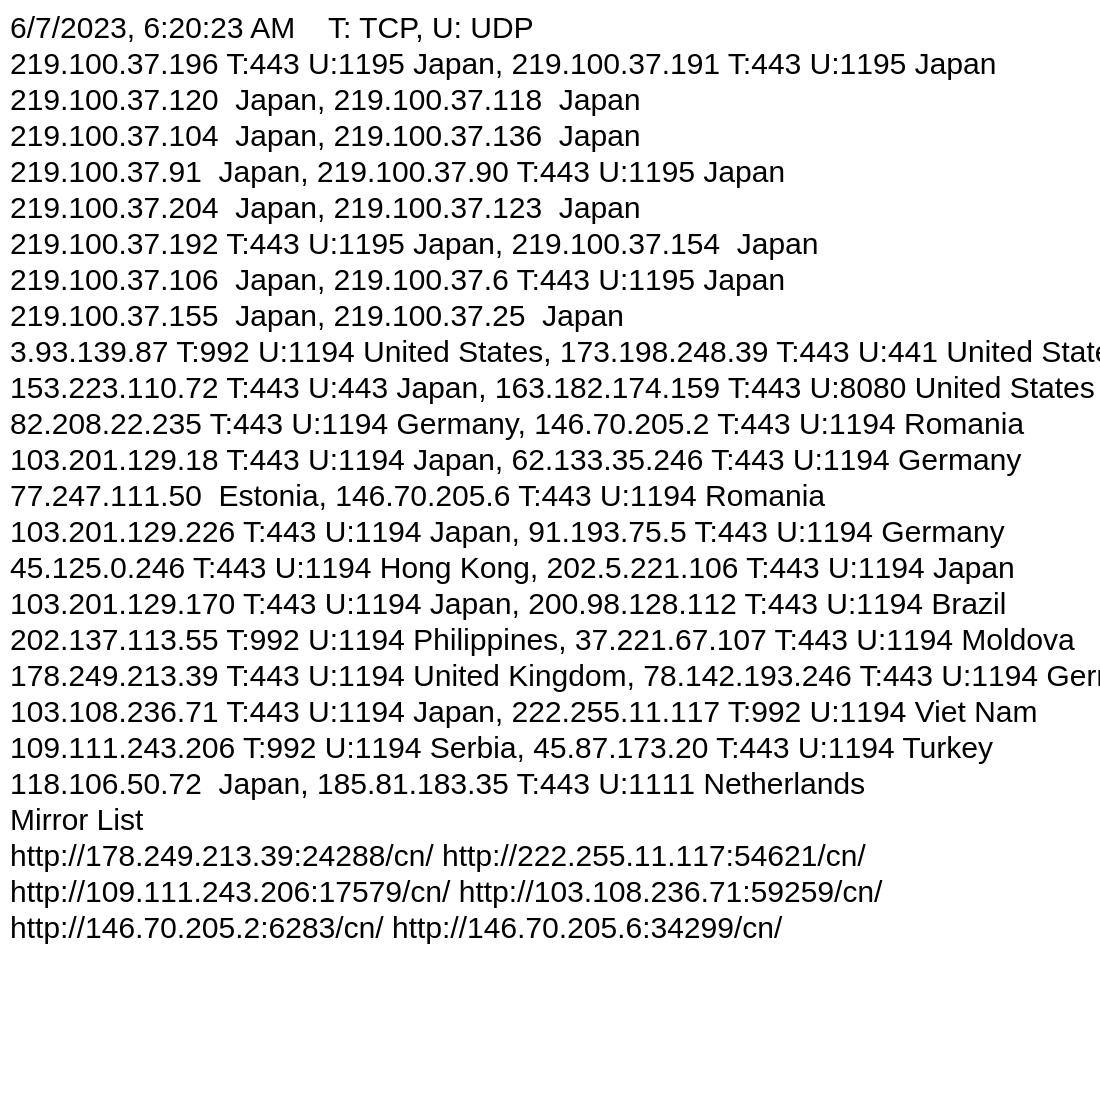 6/7/2023, 6:20:23 AM    T: TCP, U: UDP
219.100.37.196 T:443 U:1195 Japan, 219.100.37.191 T:443 U:1195 Japan
219.100.37.120  Japan, 219.100.37.118  Japan
219.100.37.104  Japan, 219.100.37.136  Japan
219.100.37.91  Japan, 219.100.37.90 T:443 U:1195 Japan
219.100.37.204  Japan, 219.100.37.123  Japan
219.100.37.192 T:443 U:1195 Japan, 219.100.37.154  Japan
219.100.37.106  Japan, 219.100.37.6 T:443 U:1195 Japan
219.100.37.155  Japan, 219.100.37.25  Japan
3.93.139.87 T:992 U:1194 United States, 173.198.248.39 T:443 U:441 United State
153.223.110.72 T:443 U:443 Japan, 163.182.174.159 T:443 U:8080 United States
82.208.22.235 T:443 U:1194 Germany, 146.70.205.2 T:443 U:1194 Romania
103.201.129.18 T:443 U:1194 Japan, 62.133.35.246 T:443 U:1194 Germany
77.247.111.50  Estonia, 146.70.205.6 T:443 U:1194 Romania
103.201.129.226 T:443 U:1194 Japan, 91.193.75.5 T:443 U:1194 Germany
45.125.0.246 T:443 U:1194 Hong Kong, 202.5.221.106 T:443 U:1194 Japan
103.201.129.170 T:443 U:1194 Japan, 200.98.128.112 T:443 U:1194 Brazil
202.137.113.55 T:992 U:1194 Philippines, 37.221.67.107 T:443 U:1194 Moldova
178.249.213.39 T:443 U:1194 United Kingdom, 78.142.193.246 T:443 U:1194 Ger
103.108.236.71 T:443 U:1194 Japan, 222.255.11.117 T:992 U:1194 Viet Nam
109.111.243.206 T:992 U:1194 Serbia, 45.87.173.20 T:443 U:1194 Turkey
118.106.50.72  Japan, 185.81.183.35 T:443 U:1111 Netherlands
Mirror List
http://178.249.213.39:24288/cn/ http://222.255.11.117:54621/cn/
http://109.111.243.206:17579/cn/ http://103.108.236.71:59259/cn/
http://146.70.205.2:6283/cn/ http://146.70.205.6:34299/cn/